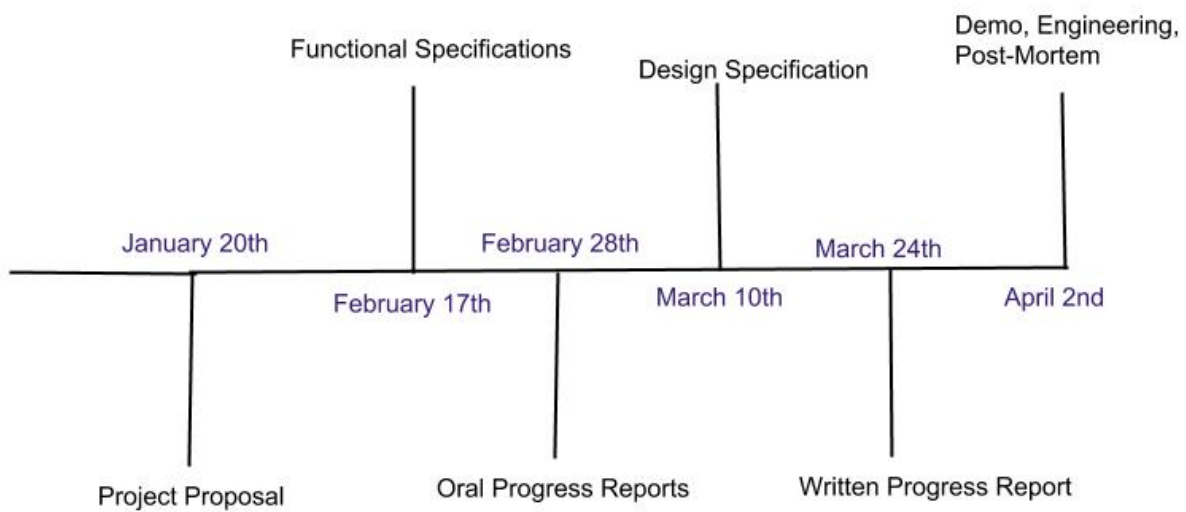 Demo, Engineering,
Post-Mortem
Functional Specifications
Design Specification
January 20th
February 28th
March 24th
February 17th
March 10th
April 2nd
Project Proposal
Oral Progress Reports
Written Progress Report